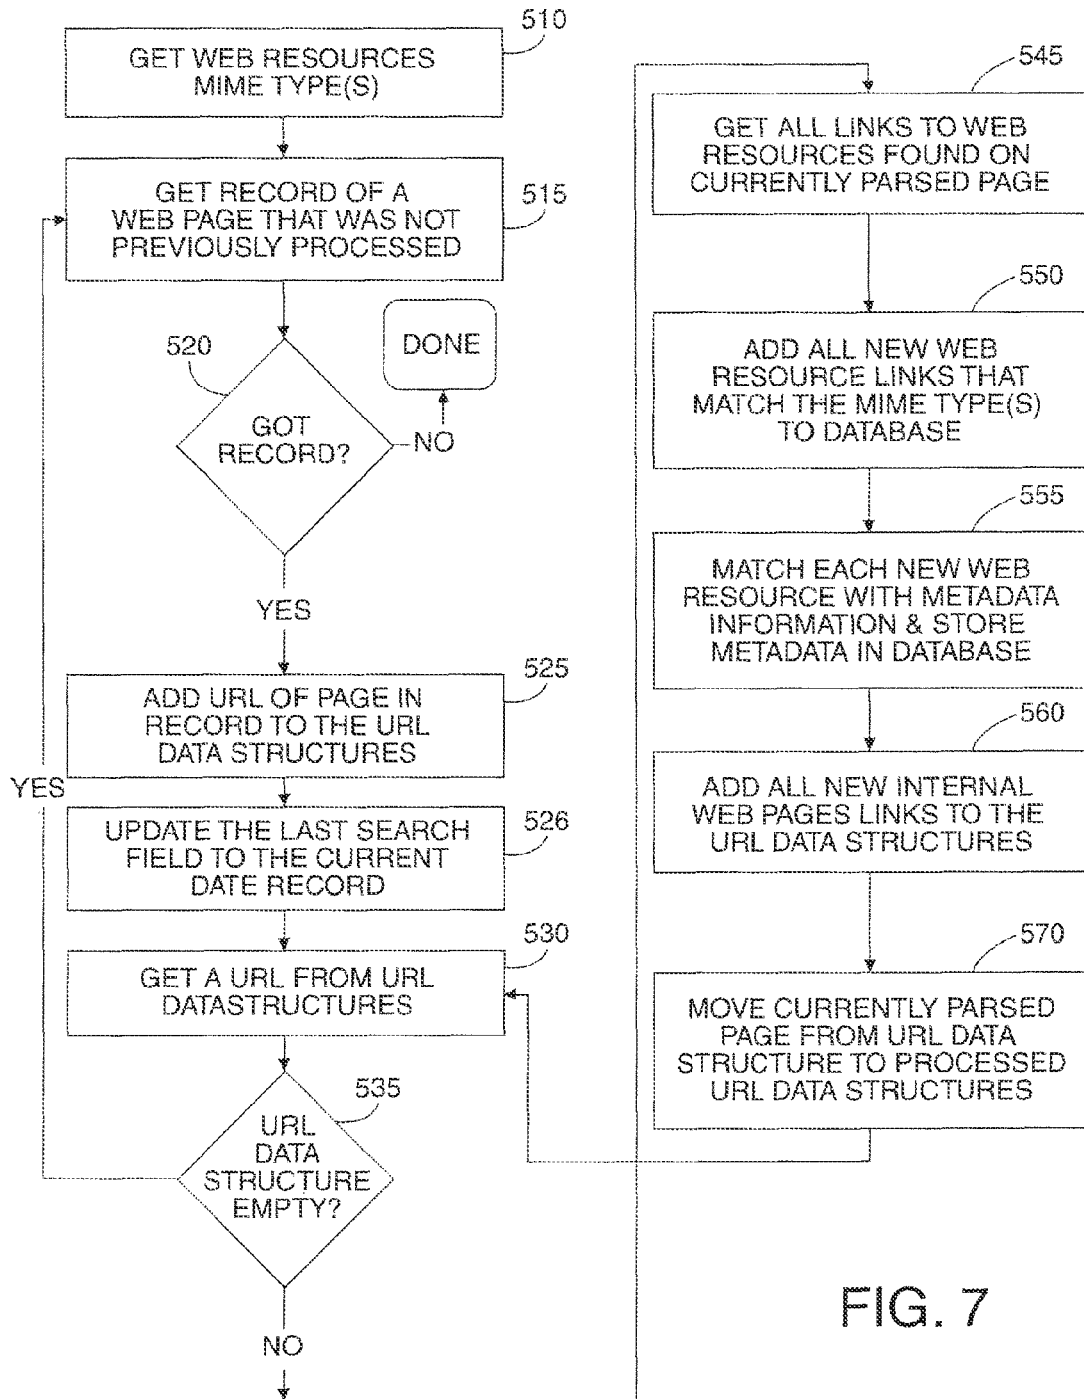 510
GET WEB RESOURCES
MIME TYPE(S)
515
GET RECORD OF A
WEB PAGE THAT WAS NOT
PREVIOUSLY PROCESSED
520
GOT
RECORD?
DONE
NO
YES
525
ADD URL OF PAGE IN
RECORD TO THE URL
DATA STRUCTURES
YES
526
UPDATE THE LAST SEARCH
FIELD TO THE CURRENT
DATE RECORD
530
GET A URL FROM URL
DATASTRUCTURES
535
URL
DATA
STRUCTURE
EMPTY?
NO
545
GET ALL LINKS TO WEB
RESOURCES FOUND ON
CURRENTLY PARSED PAGE
550
ADD ALL NEW WEB
RESOURCE LINKS THAT
MATCH THE MIME TYPE(S)
TO DATABASE
555
MATCH EACH NEW WEB
RESOURCE WITH METADATA
INFORMATION & STORE
METADATA IN DATABASE
560
ADD ALL NEW INTERNAL
WEB PAGES LINKS TO THE
URL DATA STRUCTURES
570
MOVE CURRENTLY PARSED
PAGE FROM URL DATA
STRUCTURE TO PROCESSED
URL DATA STRUCTURES
FIG. 7